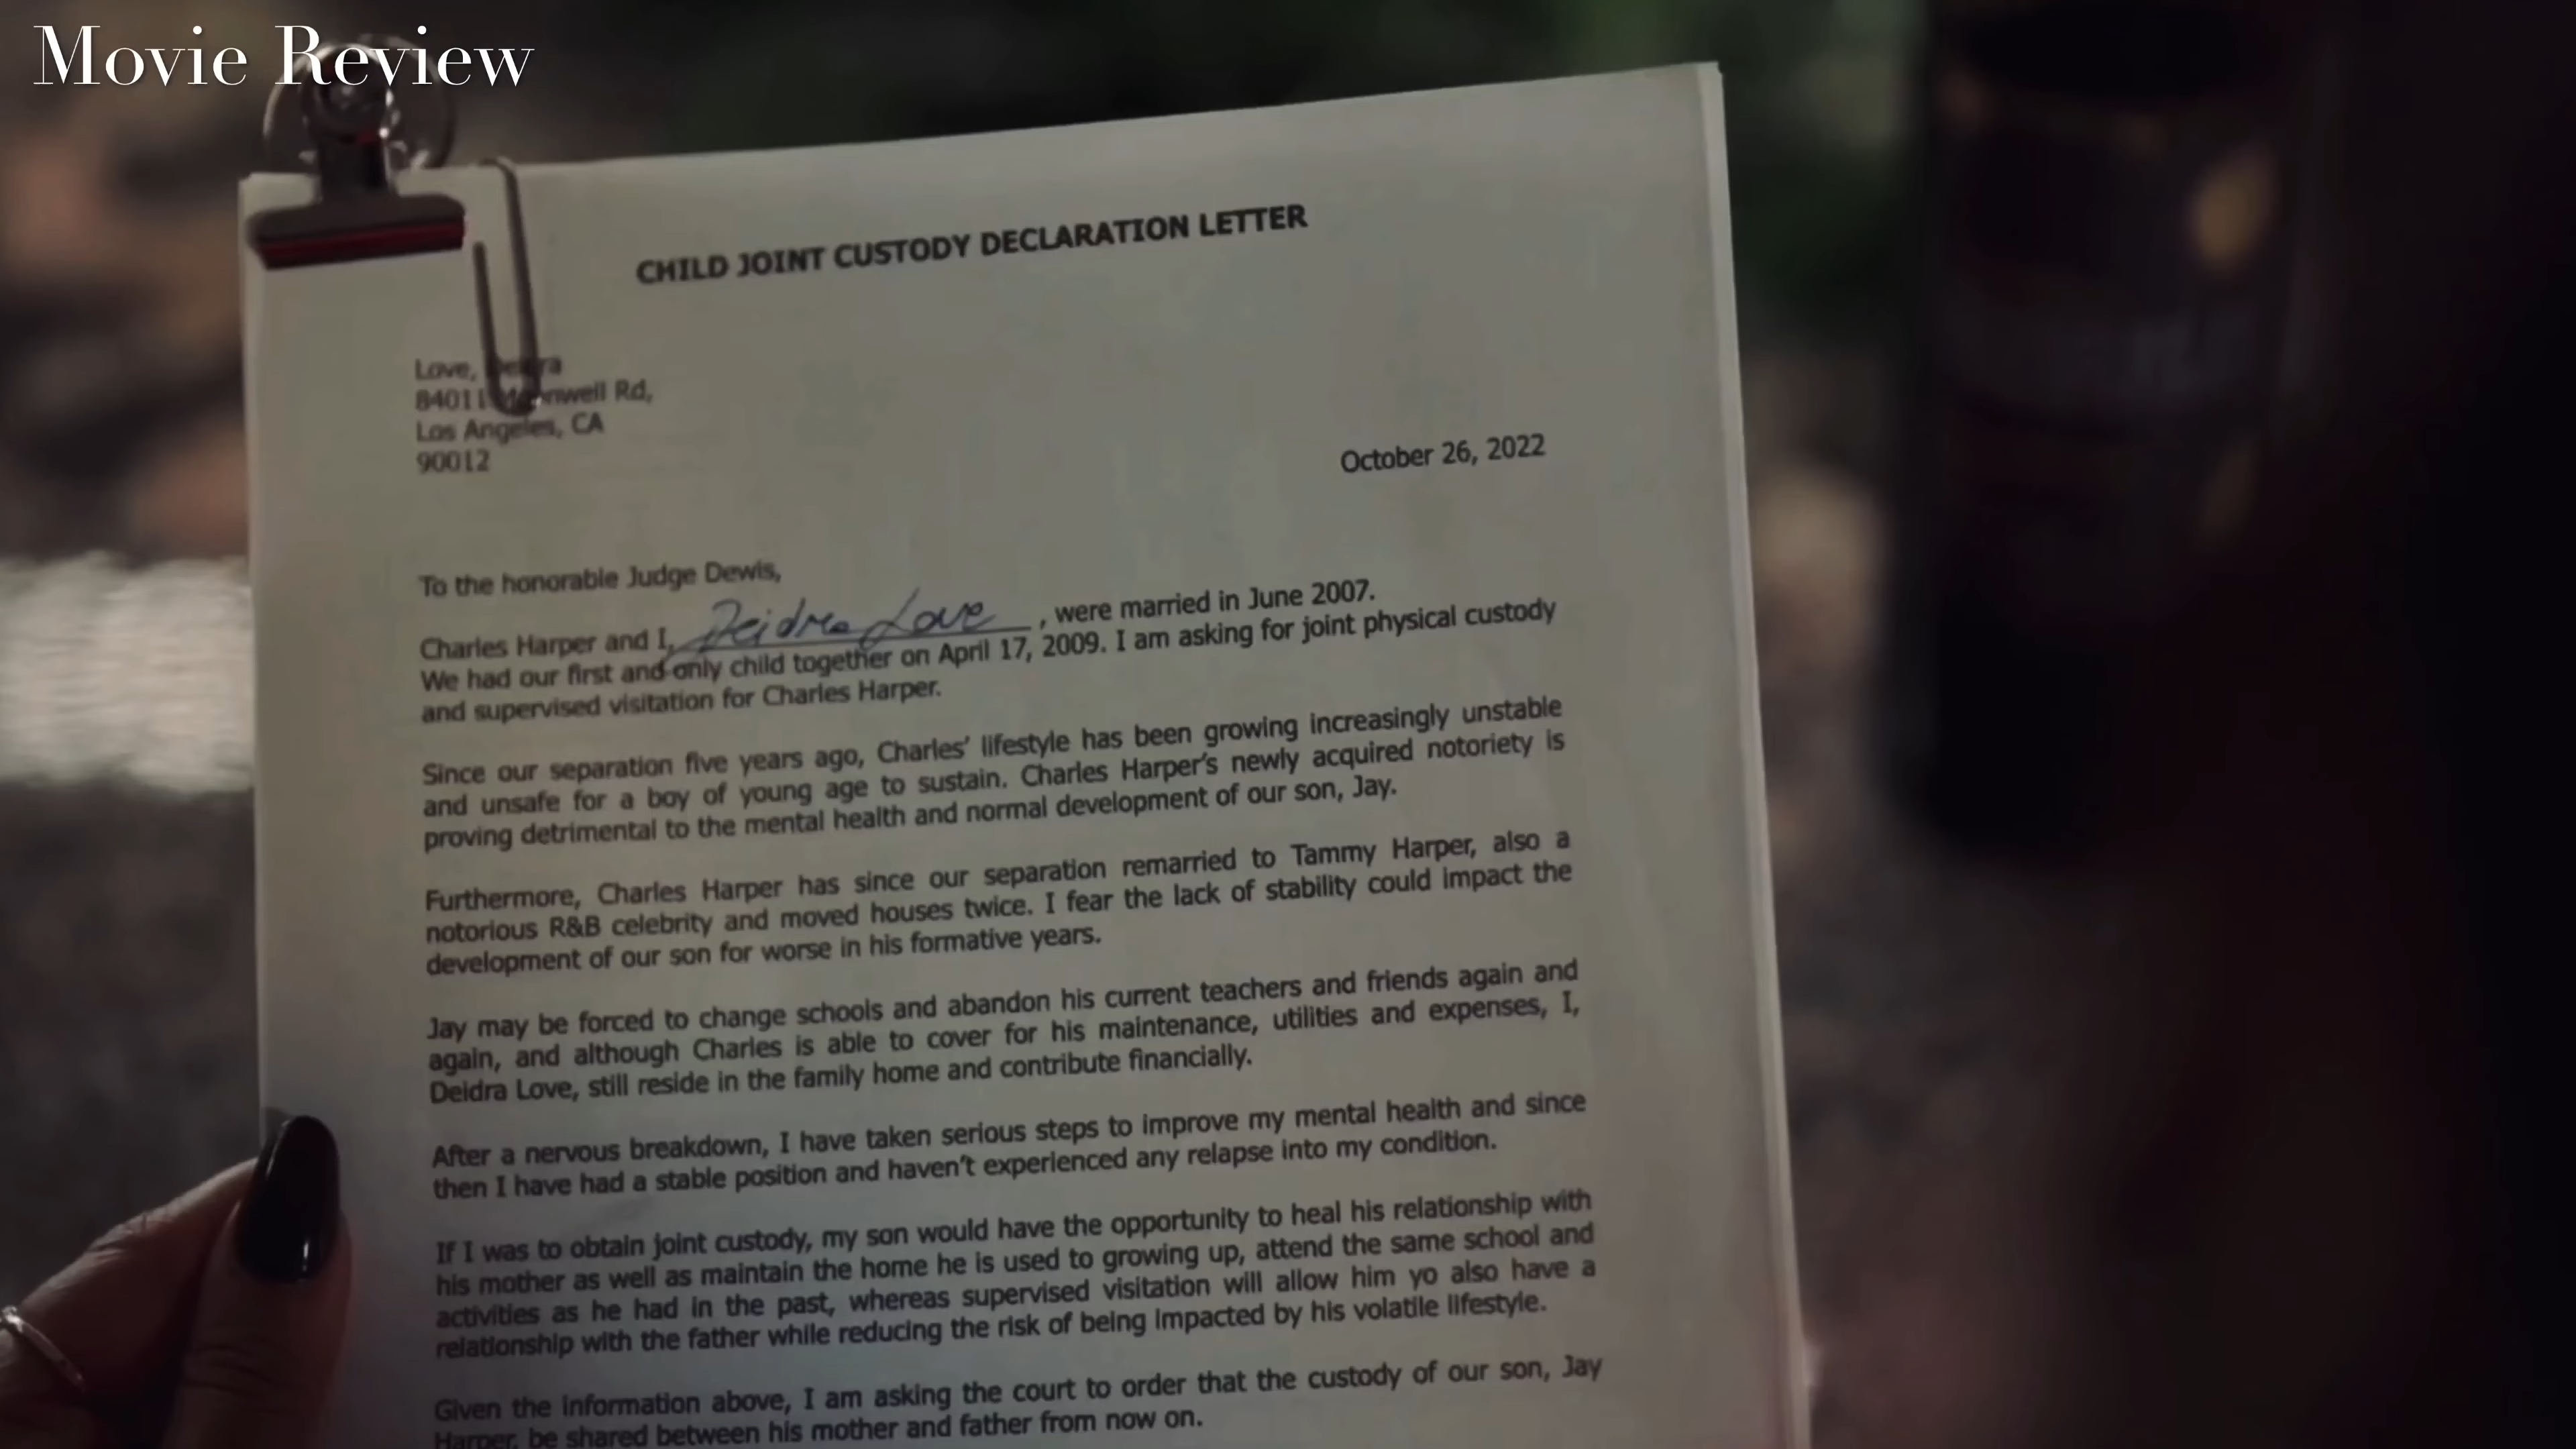 Movie Review
CHILD JOINT CUSTODY DECLARATION LETTER
Love,
84011 Rd,
Los Angeles, CA
90012
October 26, 2022
To the honorable Judge Dewis,
Charles Harper and I, Deidra Love, were married in June 2007.
We had our first and only child together on April 17, 2009. I am asking for joint physical custody
and supervised visitation for Charles Harper.
Since our separation five years ago, Charles' lifestyle has been growing increasingly unstable
and unsafe for a boy of young age to sustain. Charles Harper's newly acquired notoriety is
proving detrimental to the mental health and normal development of our son, Jay.
Furthermore, Charles Harper has since our separation remarried to Tammy Harper, also a
notorious R&B celebrity and moved houses twice. I fear the lack of stability could impact the
development of our son for worse in his formative years.
Jay may be forced to change schools and abandon his current teachers and friends again and
again, and although Charles is able to cover for his maintenance, utilities and expenses, I,
Deidra Love, still reside in the family home and contribute financially.
After a nervous breakdown, I have taken serious steps to improve my mental health and since
then I have had a stable position and haven't experienced any relapse into my condition.
If I was to obtain joint custody, my son would have the opportunity to heal his relationship with
his mother as well as maintain the home he is used to growing up, attend the same school and
activities as he had in the past, whereas supervised visitation will allow him yo also have a
relationship with the father while reducing the risk of being impacted by his volatile lifestyle.
Given the information above, I am asking the court to order that the custody of our son, Jay
Harper, be shared between his mother and father from now on.